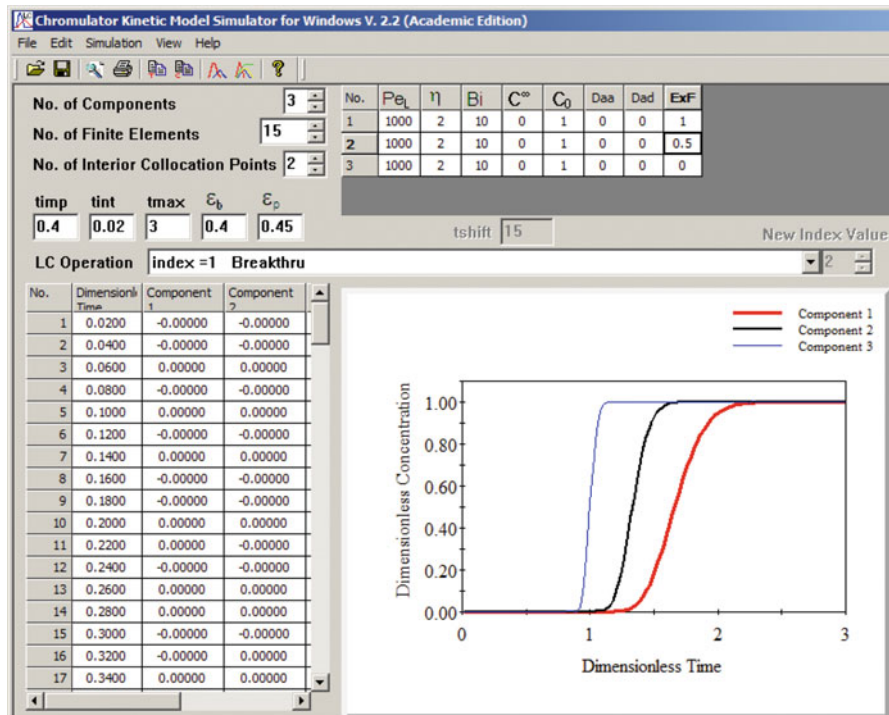 Chromulator Kinetic Model Simulator for Windows V. 2.2 (Academic Edition)
File Edit Simulation View Help
No. of Components 3
No. of Finite Elements 15
No. of Interior Collocation Points 2
timp tint tmax εb εp
0.4 0.02 3 0.4 0.45
No. PeL η Bi C∞ C0 Daa Dad ExF
1 1000 2 10 0 1 0 0 1
2 1000 2 10 0 1 0 0 0.5
3 1000 2 10 0 1 0 0 0
tshift 15 New Index Value
LC Operation index =1 Breakthru 2
No. Dimensionl Time Component 1 Component 2
1 0.0200 -0.00000 -0.00000
2 0.0400 -0.00000 -0.00000
3 0.0600 0.00000 0.00000
4 0.0800 -0.00000 -0.00000
5 0.1000 0.00000 0.00000
6 0.1200 -0.00000 -0.00000
7 0.1400 0.00000 0.00000
8 0.1600 -0.00000 -0.00000
9 0.1800 -0.00000 -0.00000
10 0.2000 0.00000 0.00000
11 0.2200 0.00000 -0.00000
12 0.2400 -0.00000 -0.00000
13 0.2600 0.00000 0.00000
14 0.2800 0.00000 0.00000
15 0.3000 -0.00000 -0.00000
16 0.3200 -0.00000 0.00000
17 0.3400 0.00000 0.00000
Component 1
Component 2
Component 3
Dimensionless Concentration
1.00
0.80
0.60
0.40
0.20
0.00
0 1 2 3
Dimensionless Time